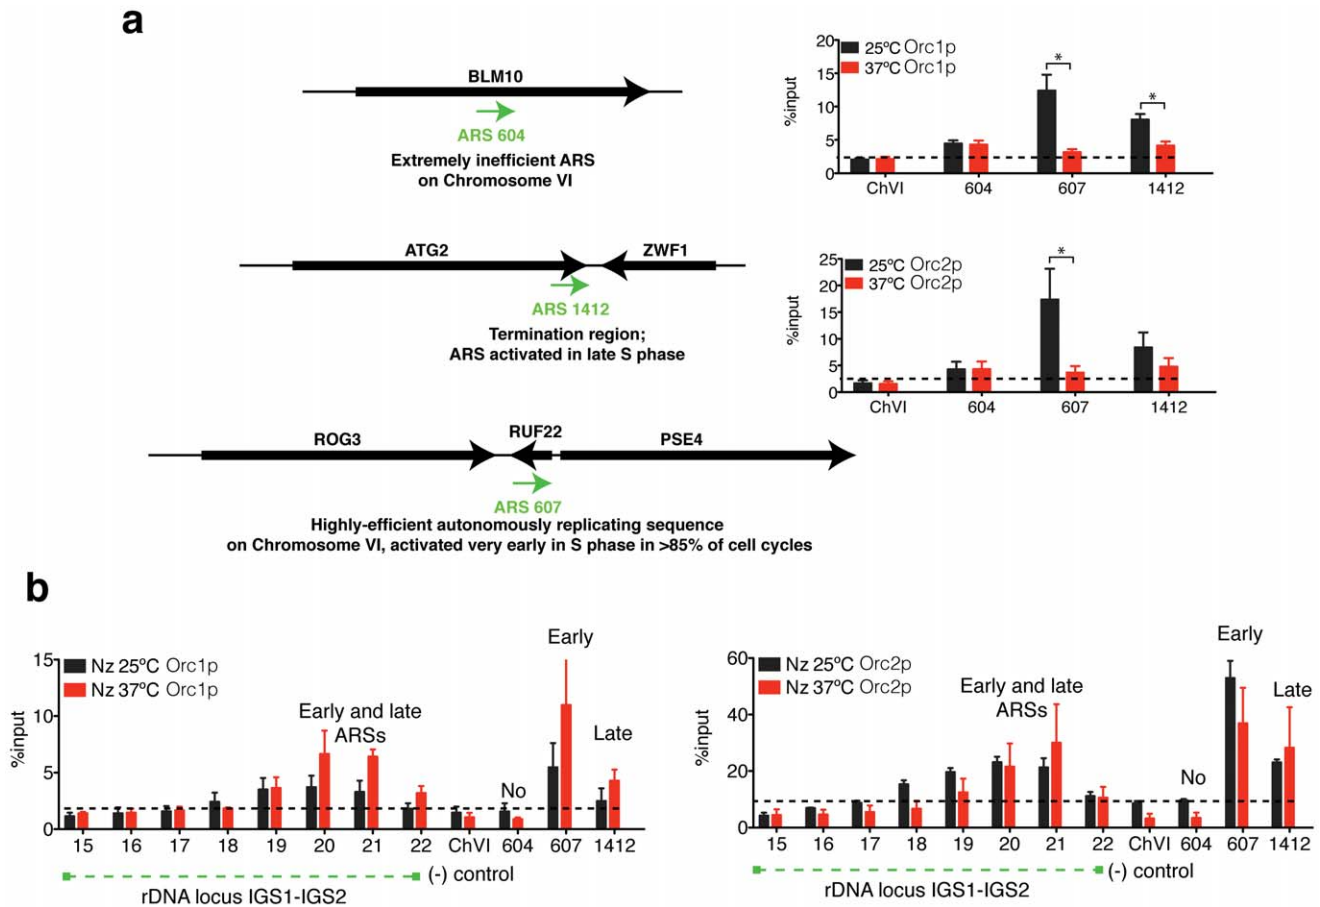 a
BLM10
ARS 604
Extremely inefficient ARS
on Chromosome VI
20
15
10
5
0
%input
25ºC Orc1p
37ºC Orc1p
*
*
ChVI 604 607 1412
ATG2 ZWF1
ARS 1412
Termination region;
ARS activated in late S phase
25
20
15
10
5
0
%input
25ºC Orc2p
37ºC Orc2p
*
ChVI 604 607 1412
ROG3 RUF22 PSE4
ARS 607
Highly-efficient autonomously replicating sequence
on Chromosome VI, activated very early in S phase in >85% of cell cycles
b
15
10
5
0
%input
Nz 25ºC Orc1p
Nz 37ºC Orc1p
Early and late
ARSs
No
Early
Late
15 16 17 18 19 20 21 22 ChVI 604 607 1412
(-) control
rDNA locus IGS1-IGS2
60
40
20
0
%input
Nz 25ºC Orc2p
Nz 37ºC Orc2p
Early and late
ARSs
No
Early
Late
15 16 17 18 19 20 21 22 ChVI 604 607 1412
(-) control
rDNA locus IGS1-IGS2